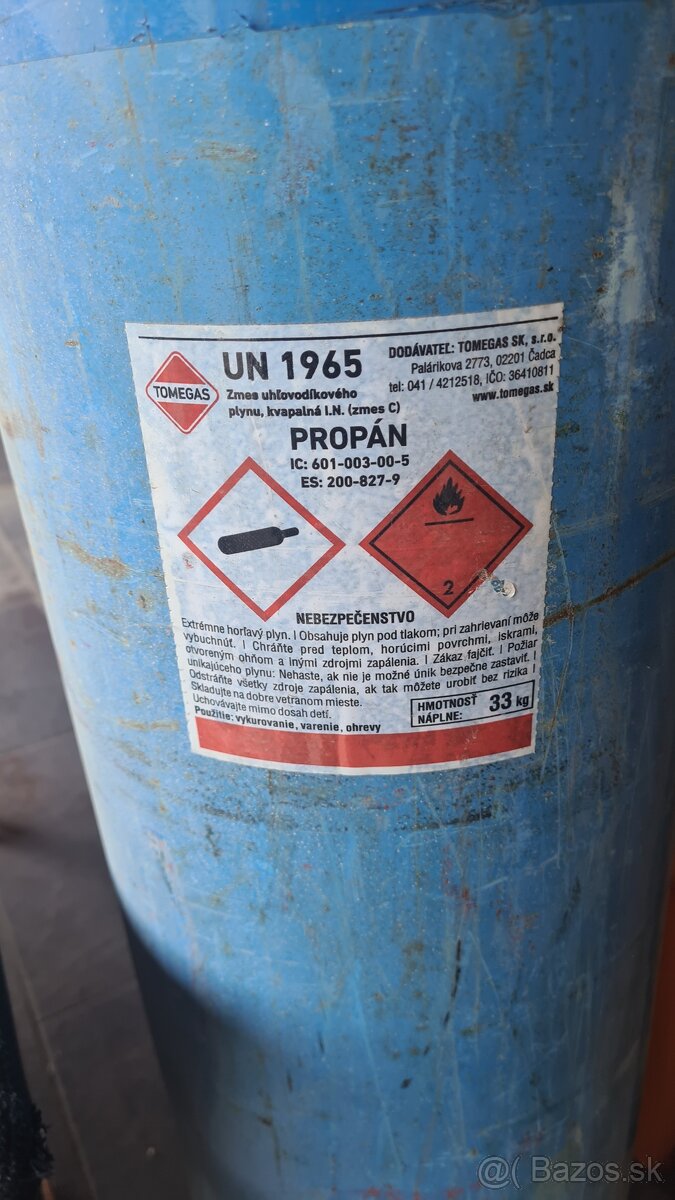 UN 1965
Zmes uhľovodíkového
plynu, kvapalná I.N. (zmes C)
TOMEGAS
DODÁVATEĽ: TOMEGAS SK, s.r.o.
Palárikova 2773, 02201 Čadca
tel: 041 / 4212518, IČO: 36410811
www.tomegas.sk
PROPÁN
IC: 601-003-00-5
ES: 200-827-9
2
NEBEZPEČENSTVO
Extrémne horľavý plyn. I Obsahuje plyn pod tlakom; pri zahrievaní môže
vybuchnúť. I Chráňte pred teplom, horúcimi povrchmi, iskrami,
otvoreným ohňom a inými zdrojmi zapálenia. I Zákaz fajčiť. I Požiar
unikajúceho plynu: Nehaste, ak nie je možné únik bezpečne zastaviť. I
Odstráňte všetky zdroje zapálenia, ak tak môžete urobiť bez rizika I
Skladujte na dobre vetranom mieste.
Uchovávajte mimo dosah detí.
Použitie: vykurovanie, varenie, ohrevy
HMOTNOSŤ
NÁPLNE: 33 kg
@( Bazos.sk